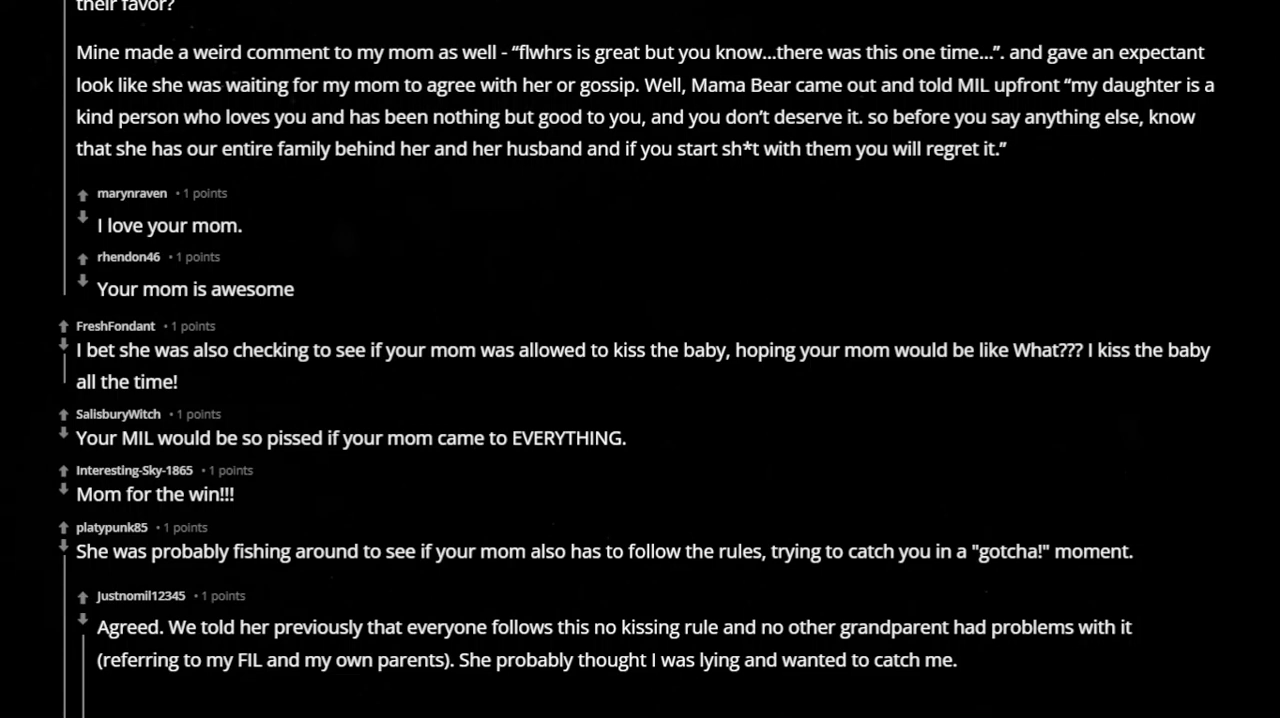 their favor?
Mine made a weird comment to my mom as well - “flwhrs is great but you know...there was this one time...”. and gave an expectant
look like she was waiting for my mom to agree with her or gossip. Well, Mama Bear came out and told MIL upfront “my daughter is a
kind person who loves you and has been nothing but good to you, and you don’t deserve it. so before you say anything else, know
that she has our entire family behind her and her husband and if you start sh*t with them you will regret it.”
marynraven • 1 points
I love your mom.
rhendon46 • 1 points
Your mom is awesome
FreshFondant • 1 points
I bet she was also checking to see if your mom was allowed to kiss the baby, hoping your mom would be like What??? I kiss the baby
all the time!
SalisburyWitch • 1 points
Your MIL would be so pissed if your mom came to EVERYTHING.
Interesting-Sky-1865 • 1 points
Mom for the win!!!
platypunk85 • 1 points
She was probably fishing around to see if your mom also has to follow the rules, trying to catch you in a "gotcha!" moment.
Justnomil12345 • 1 points
Agreed. We told her previously that everyone follows this no kissing rule and no other grandparent had problems with it
(referring to my FIL and my own parents). She probably thought I was lying and wanted to catch me.